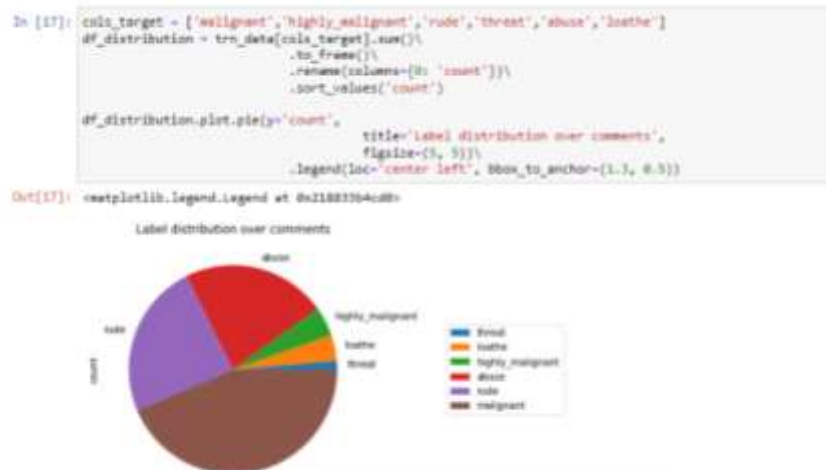 In [17]: cols_target = ['malignant','highly_malignant','rude','threat','abuse','loathe']
df_distribution = trn_data[cols_target].sum()\
.to_frame()\
.rename(columns={0: 'count'})\
.sort_values('count')
df_distribution.plot.pie(y='count',
title='Label distribution over comments',
figsize=(5, 5))\
.legend(loc='center left', bbox_to_anchor=(1.3, 0.5))
Out[17]: <matplotlib.legend.Legend at
Label distribution over comments
abuse
rude
highly_malignant
loathe
threat
count
threat
loathe
highly_malignant
abuse
rude
malignant